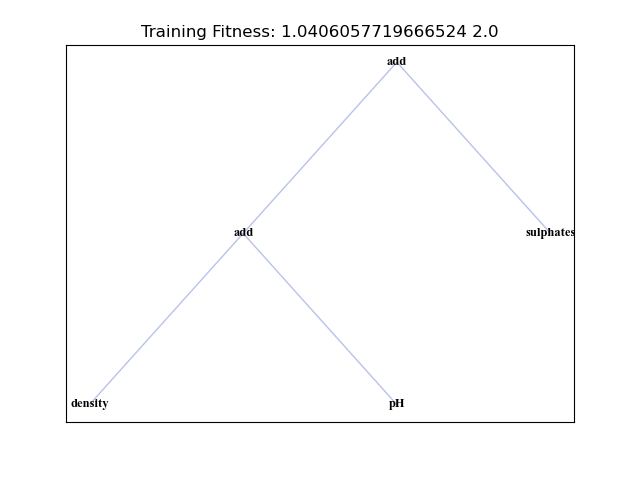 Training Fitness: 1.0406057719666524 2.0
add
add
sulphates
density
pH